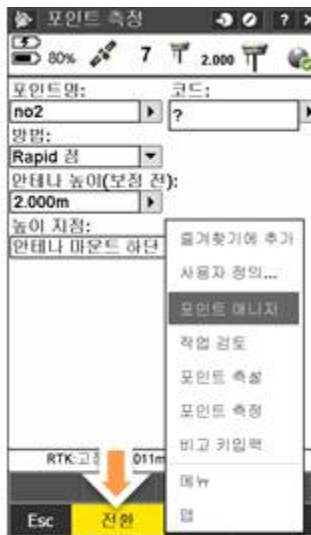 포인트 측정
? X
80% 7 2.000
포인트명: 코드:
no2 ?
방법:
Rapid 점
안테나 높이(보정 전):
2.000m
높이 지점:
안테나 마운트 하단
즐겨찾기에 추가
사용자 정의...
포인트 매니저
작업 검토
포인트 측설
포인트 측정
비고 키입력
메뉴
맵
RTK:고정 011m
Esc 전환